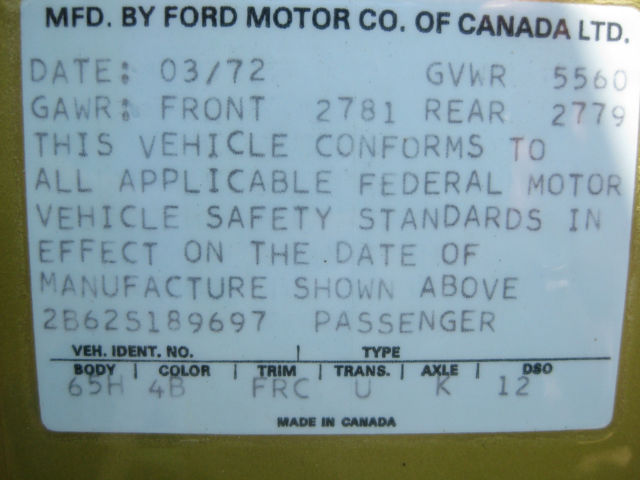 MFD. BY FORD MOTOR CO. OF CANADA LTD.
DATE: 03/72 GVWR 5560
GAWR: FRONT 2781 REAR 2779
THIS VEHICLE CONFORMS TO
ALL APPLICABLE FEDERAL MOTOR
VEHICLE SAFETY STANDARDS IN
EFFECT ON THE DATE OF
MANUFACTURE SHOWN ABOVE
2B62S189697 PASSENGER
VEH. IDENT. NO. | TYPE
BODY | COLOR | TRIM | TRANS. | AXLE | DSO
65H 4B FRC U K 12
MADE IN CANADA